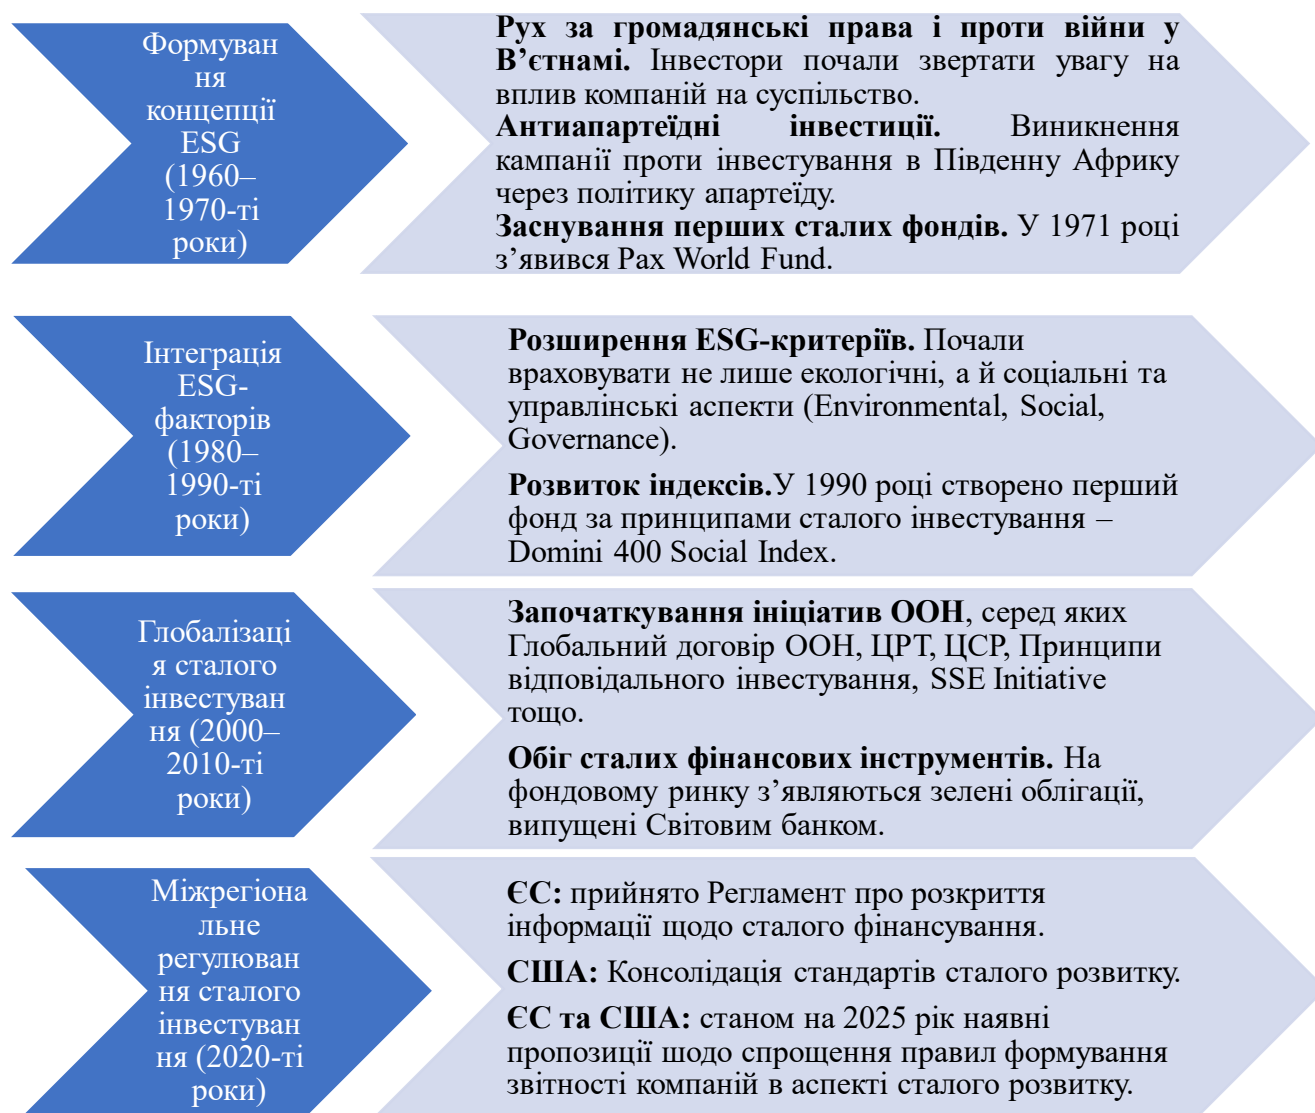 Формуван
ня
концепції
ESG
(1960–
1970-ті
роки)
Рух за громадянські права і проти війни у
В’єтнамі. Інвестори почали звертати увагу на
вплив компаній на суспільство.
Антиапартеїдні інвестиції. Виникнення
кампанії проти інвестування в Південну Африку
через політику апартеїду.
Заснування перших сталих фондів. У 1971 році
з’явився Pax World Fund.
Інтеграція
ESG-
факторів
(1980–
1990-ті
роки)
Розширення ESG-критеріїв. Почали
враховувати не лише екологічні, а й соціальні та
управлінські аспекти (Environmental, Social,
Governance).
Розвиток індексів.У 1990 році створено перший
фонд за принципами сталого інвестування –
Domini 400 Social Index.
Глобалізаці
я сталого
інвестуван
ня (2000–
2010-ті
роки)
Започаткування ініціатив ООН, серед яких
Глобальний договір ООН, ЦРТ, ЦСР, Принципи
відповідального інвестування, SSE Initiative
тощо.
Обіг сталих фінансових інструментів. На
фондовому ринку з’являються зелені облігації,
випущені Світовим банком.
Міжрегіона
льне
регулюван
ня сталого
інвестуван
ня (2020-ті
роки)
ЄС: прийнято Регламент про розкриття
інформації щодо сталого фінансування.
США: Консолідація стандартів сталого розвитку.
ЄС та США: станом на 2025 рік наявні
пропозиції щодо спрощення правил формування
звітності компаній в аспекті сталого розвитку.